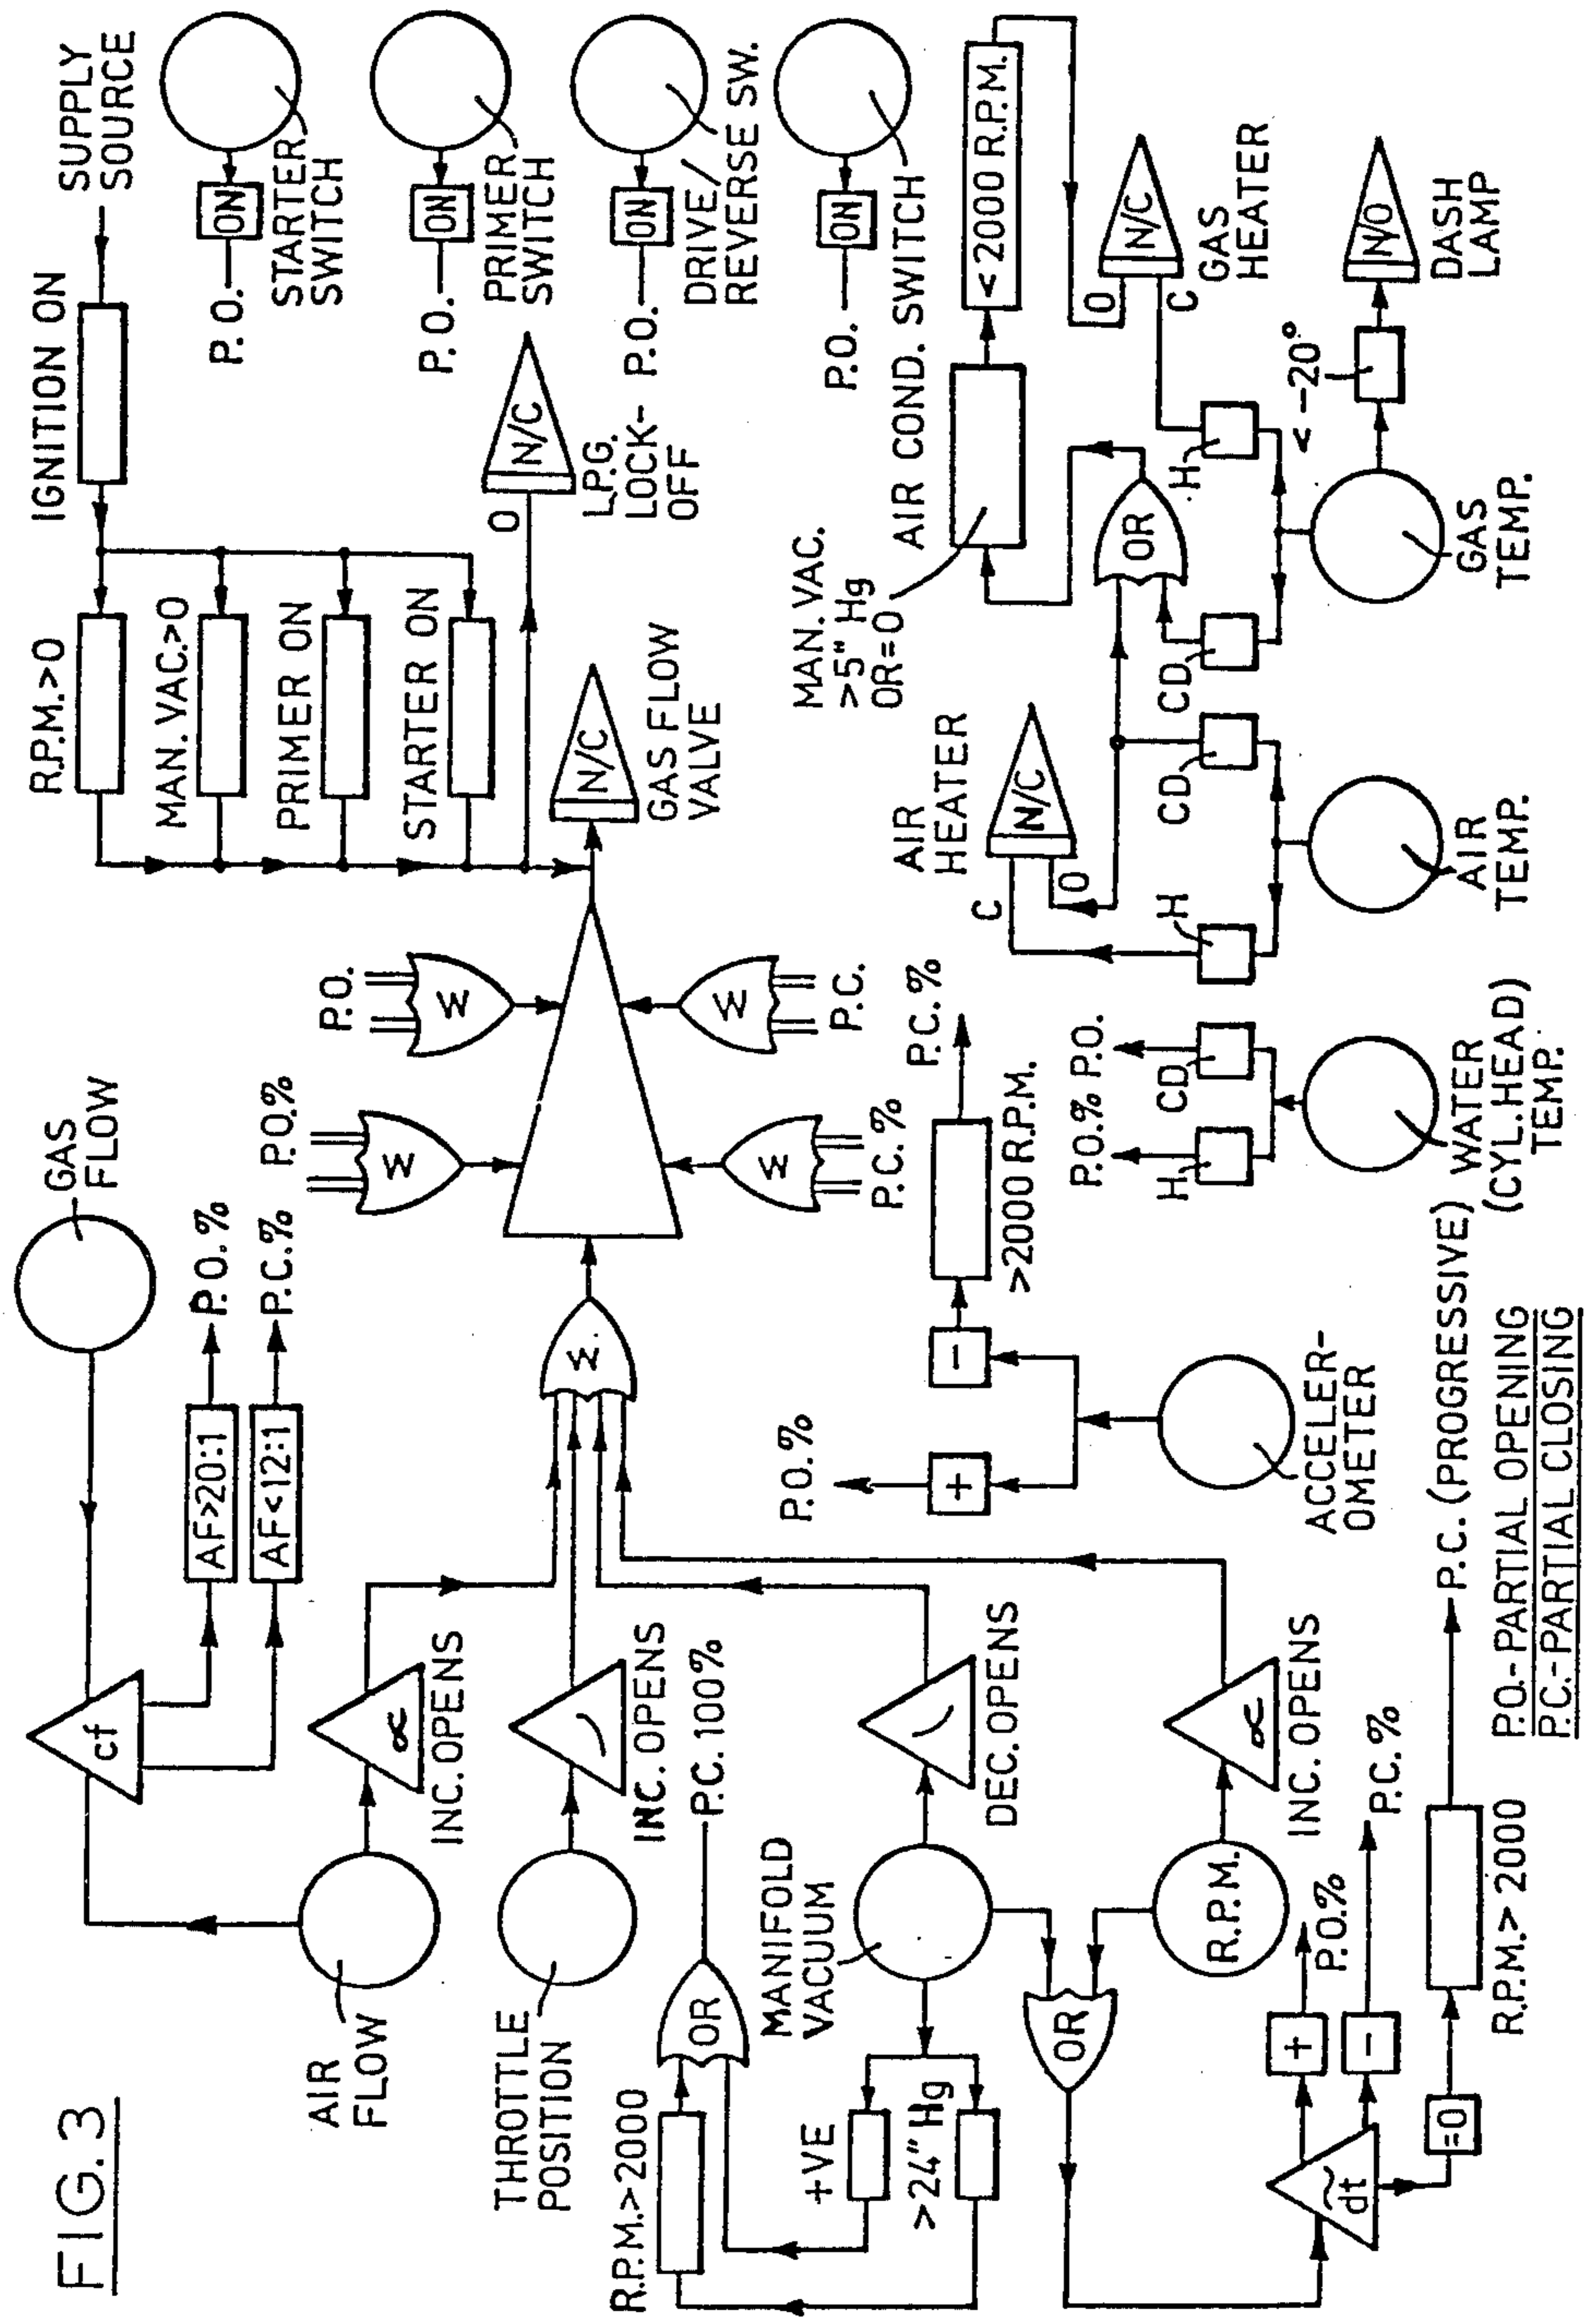 FIG. 3
SUPPLY
SOURCE
IGNITION ON
R.P.M.>0
MAN. VAC.>0
PRIMER ON
STARTER ON
P.O.
ON
STARTER
SWITCH
P.O.
ON
PRIMER
SWITCH
P.O.
ON
DRIVE/
REVERSE SW.
P.O.
ON
AIR COND. SWITCH
O
N/C
L.P.G.
LOCK-
OFF
N/C
GAS FLOW
VALVE
GAS
FLOW
cf
AF>20:1
P.O.%
AF<12:1
P.C.%
AIR
FLOW
∝
INC. OPENS
THROTTLE
POSITION
INC. OPENS
W
P.O.%
W
P.O.
W
P.C.%
W
P.C.
W
MANIFOLD
VACUUM
DEC. OPENS
R.P.M.
∝
INC. OPENS
R.P.M.>2000
OR
P.C. 100%
+VE
>24" Hg
OR
dt
+
P.O.%
-
P.C.%
=0
R.P.M.> 2000
P.C. (PROGRESSIVE)
ACCELER-
OMETER
+
P.O.%
-
>2000 R.P.M.
P.C.%
WATER
(CYL. HEAD)
TEMP.
H
P.O.%
CD
P.O.
AIR
TEMP.
H
CD
C
O
N/C
AIR
HEATER
GAS
TEMP.
CD
H
OR
MAN. VAC.
>5" Hg
OR=0
<2000 R.P.M.
O
C
N/C
GAS
HEATER
<-20°
N/O
DASH
LAMP
P.O.-PARTIAL OPENING
P.C.-PARTIAL CLOSING